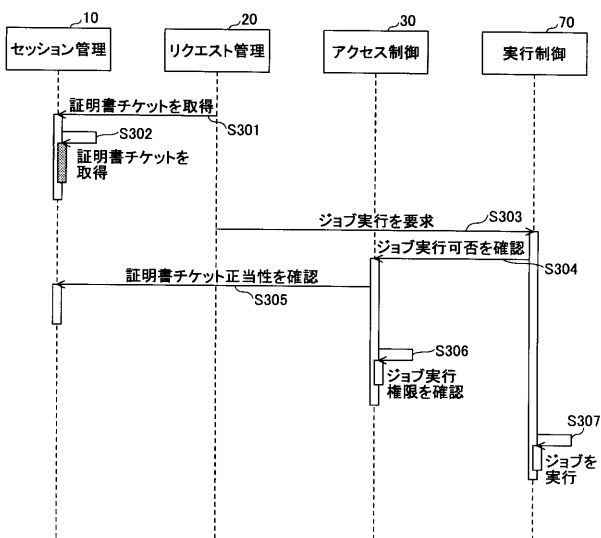 10
20
30
70
セッション管理
リクエスト管理
アクセス制御
実行制御
証明書チケットを取得
S301
S302
証明書チケットを
取得
ジョブ実行を要求
S303
ジョブ実行可否を確認
S304
証明書チケット正当性を確認
S305
S306
ジョブ実行
権限を確認
S307
ジョブを
実行